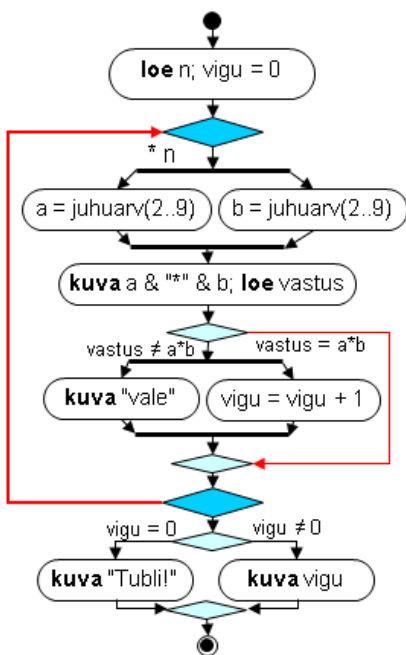 loe n; vigu = 0
* n
a = juhuarv(2..9)
b = juhuarv(2..9)
kuva a & "*" & b; loe vastus
vastus ≠ a*b
vastus = a*b
kuva "vale"
vigu = vigu + 1
vigu = 0
vigu ≠ 0
kuva "Tubli!"
kuva vigu